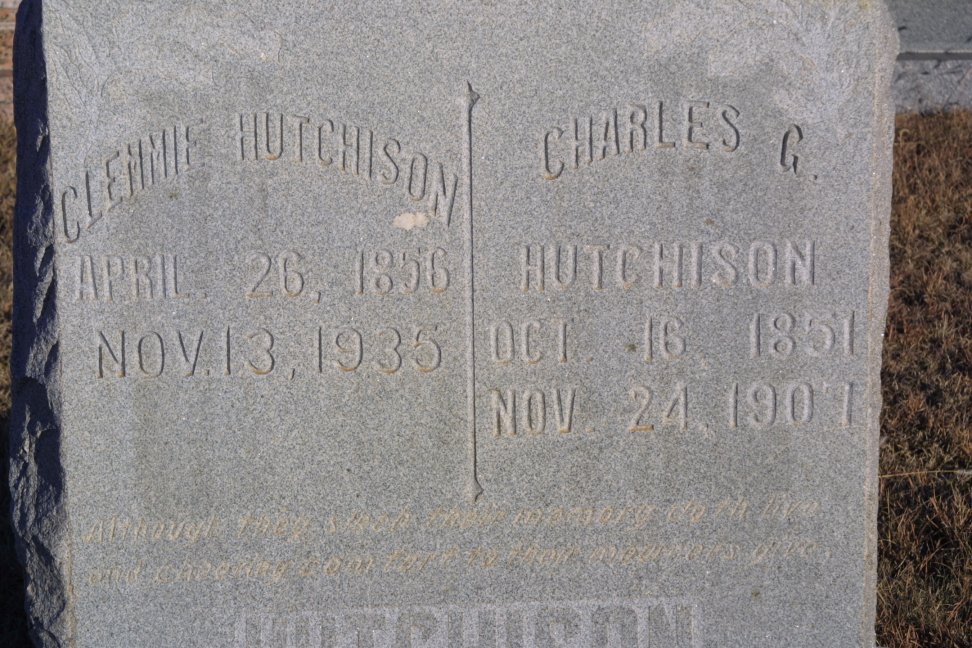 CLEMMIE HUTCHISON
APRIL. 26, 1856
NOV. 13, 1935
CHARLES G.
HUTCHISON
OCT. 16, 1851
NOV. 24, 1907
Although they sleep their memory doth live
and cheering comfort to their mourners give.
HUTCHISON